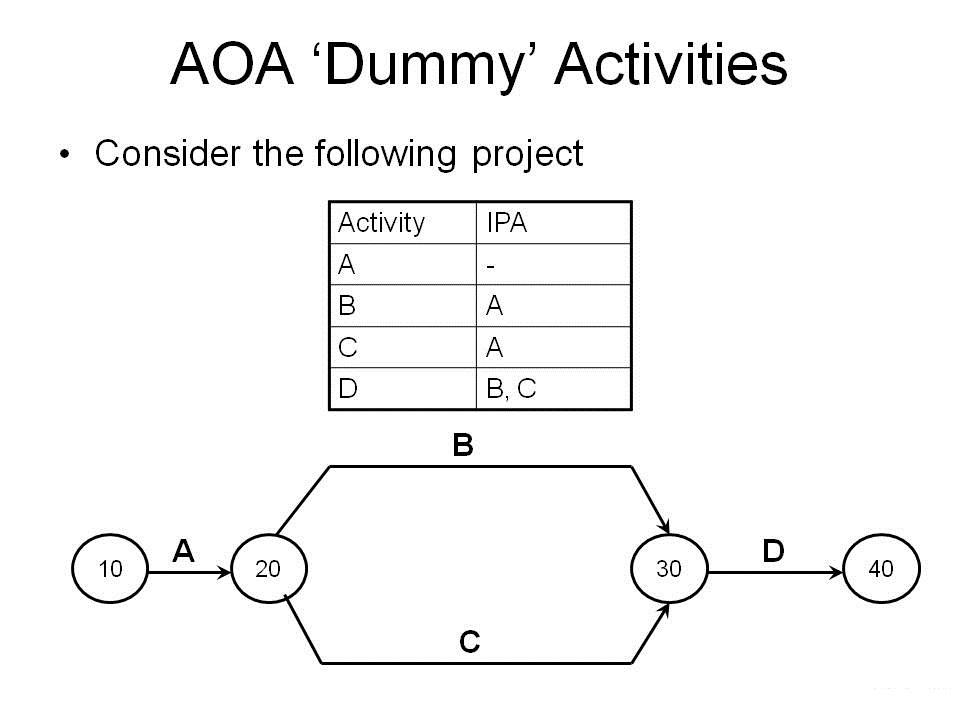 AOA ‘Dummy’ Activities
• Consider the following project
Activity IPA
A -
B A
C A
D B, C
B
10 A 20 30 D 40
C